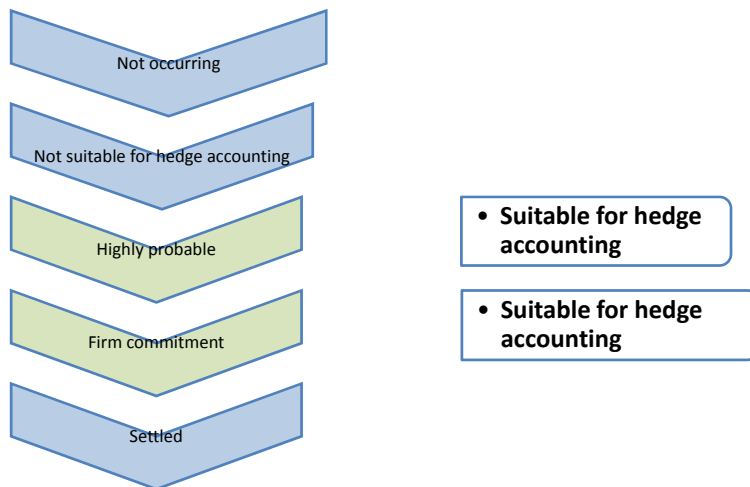 Not occurring
Not suitable for hedge accounting
Highly probable
• Suitable for hedge
accounting
Firm commitment
• Suitable for hedge
accounting
Settled